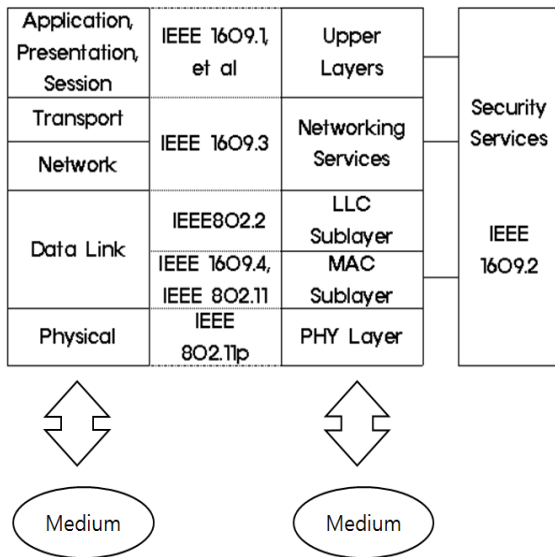 Application,
Presentation,
Session
IEEE 1609.1,
et al
Upper
Layers
Transport
Network
IEEE 1609.3
Networking
Services
Security
Services
IEEE
1609.2
Data Link
IEEE802.2
LLC
Sublayer
IEEE 1609.4,
IEEE 802.11
MAC
Sublayer
Physical
IEEE
802.11p
PHY Layer
Medium
Medium